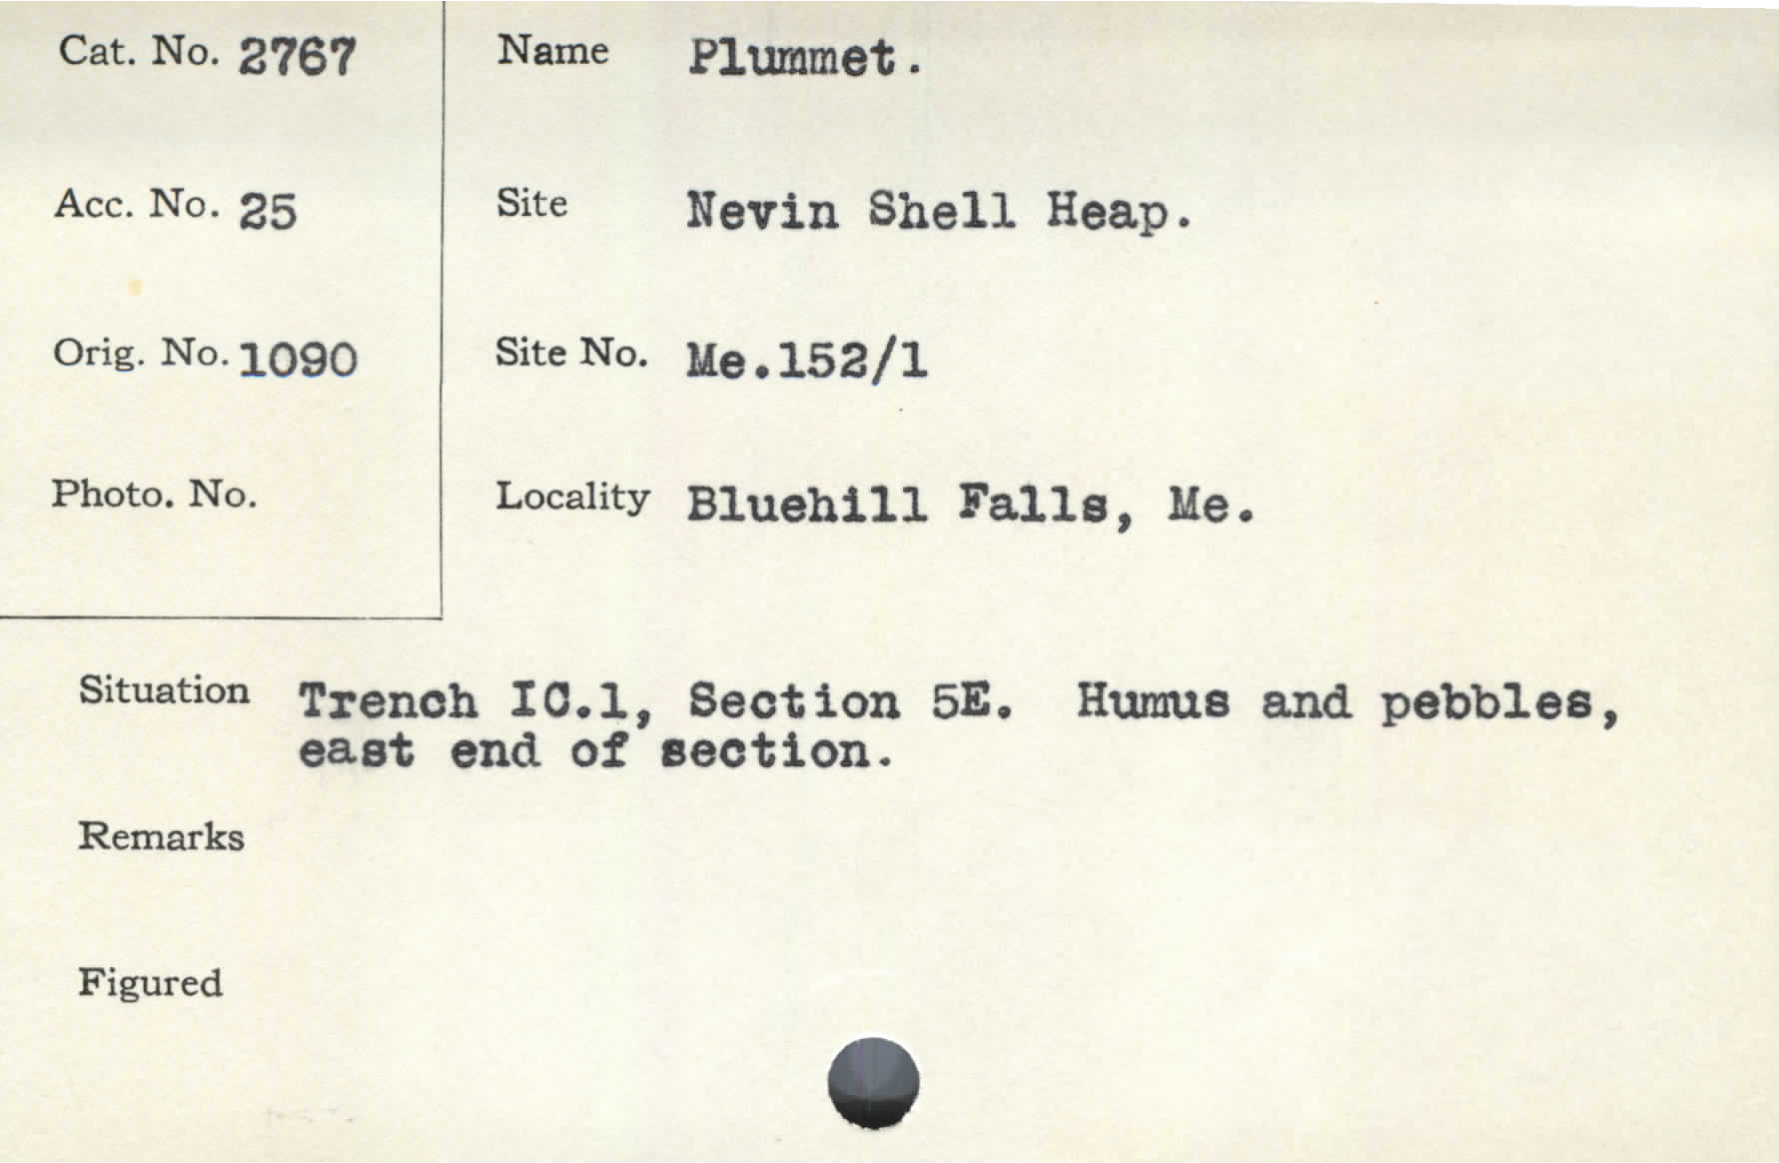 Cat. No. 2767
Name Plummet.
Acc. No. 25
Site Nevin Shell Heap.
Orig. No. 1090
Site No. Me.152/1
Photo. No.
Locality Bluehill Falls, Me.
Situation Trench IC.1, Section 5E. Humus and pebbles,
east end of section.
Remarks
Figured